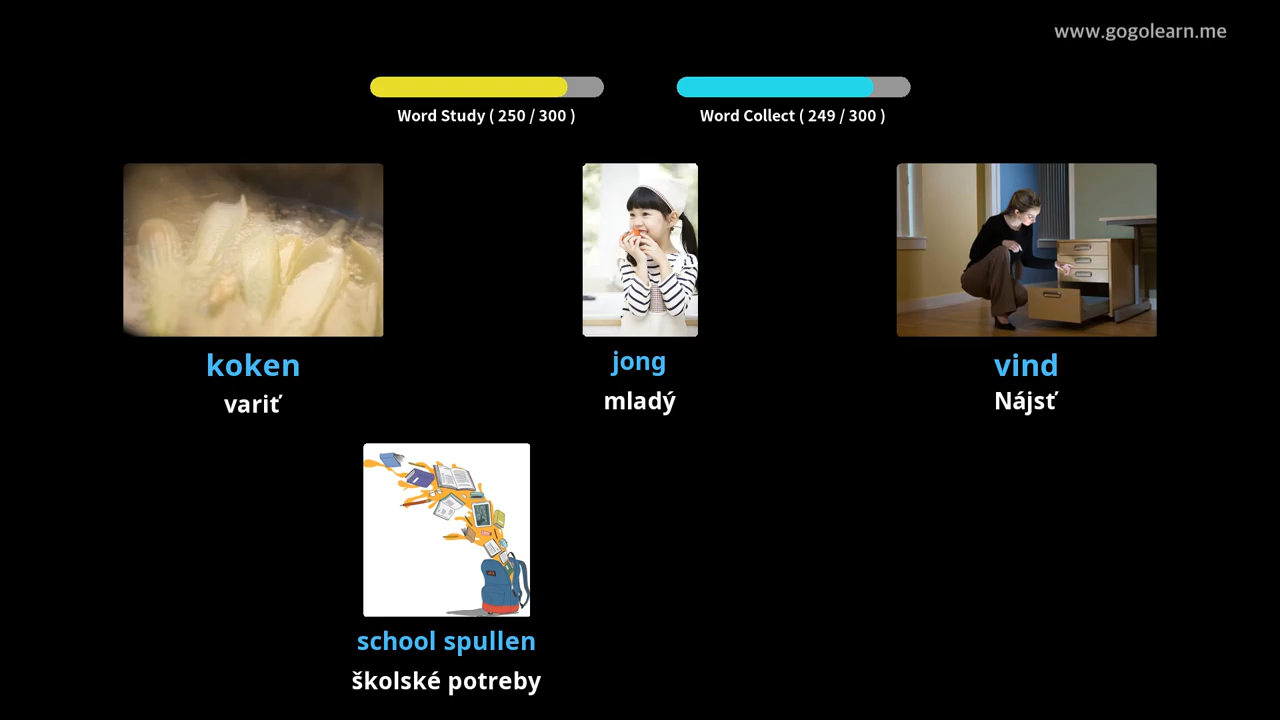 www.gogolearn.me
Word Study ( 250 / 300 )
Word Collect ( 249 / 300 )
koken
variť
jong
mladý
vind
Nájsť
school spullen
školské potreby